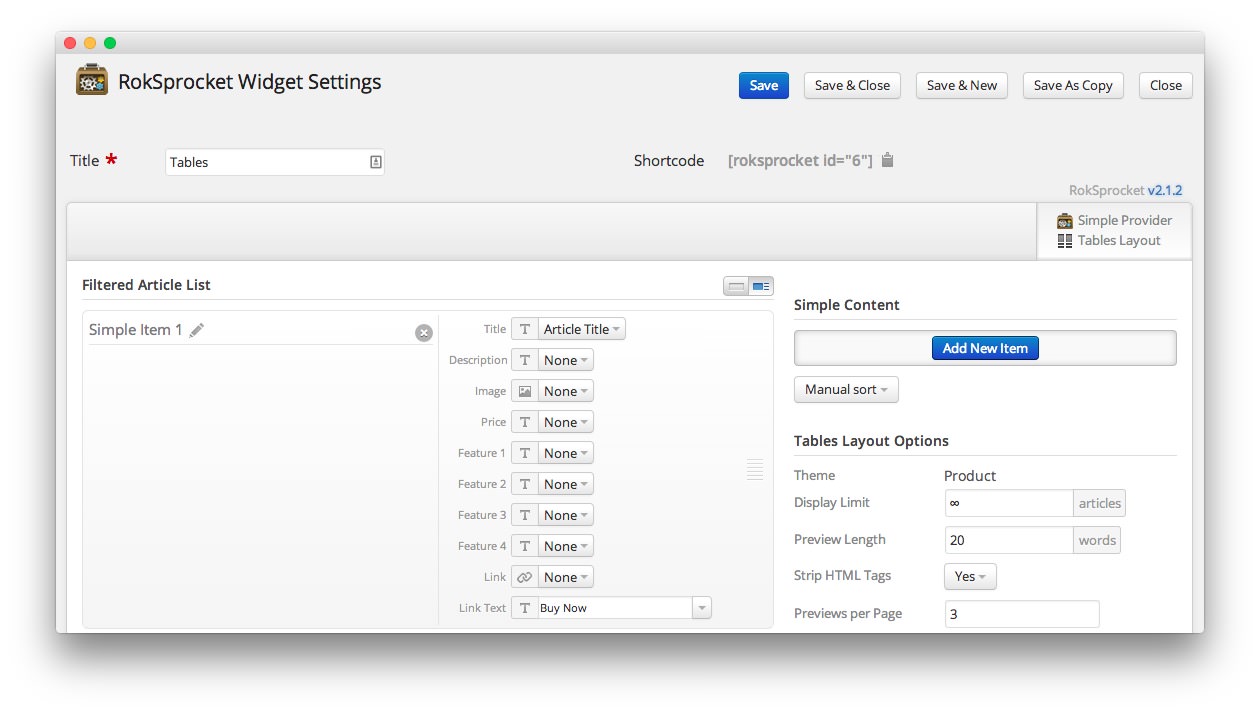 RokSprocket Widget Settings
Save
Save & Close
Save & New
Save As Copy
Close
Title *
Tables
Shortcode [roksprocket id="6"]
RokSprocket v2.1.2
Simple Provider
Tables Layout
Filtered Article List
Simple Item 1
Title T Article Title
Description T None
Image None
Price T None
Feature 1 T None
Feature 2 T None
Feature 3 T None
Feature 4 T None
Link None
Link Text T Buy Now
Simple Content
Add New Item
Manual sort
Tables Layout Options
Theme Product
Display Limit ∞ articles
Preview Length 20 words
Strip HTML Tags Yes
Previews per Page 3